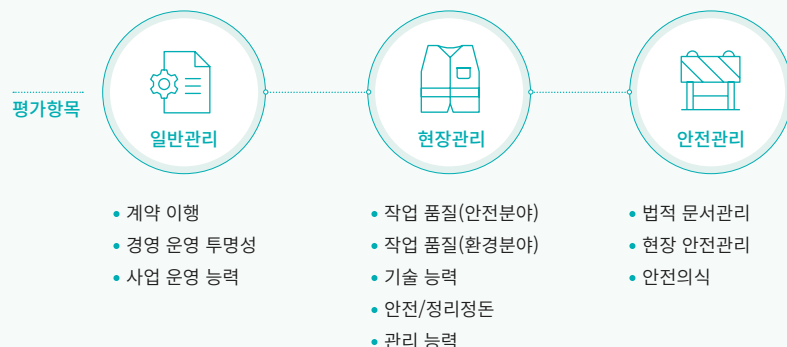 평가항목
일반관리
현장관리
안전관리
• 계약 이행
• 경영 운영 투명성
• 사업 운영 능력
• 작업 품질(안전분야)
• 작업 품질(환경분야)
• 기술 능력
• 안전/정리정돈
• 관리 능력
• 법적 문서관리
• 현장 안전관리
• 안전의식